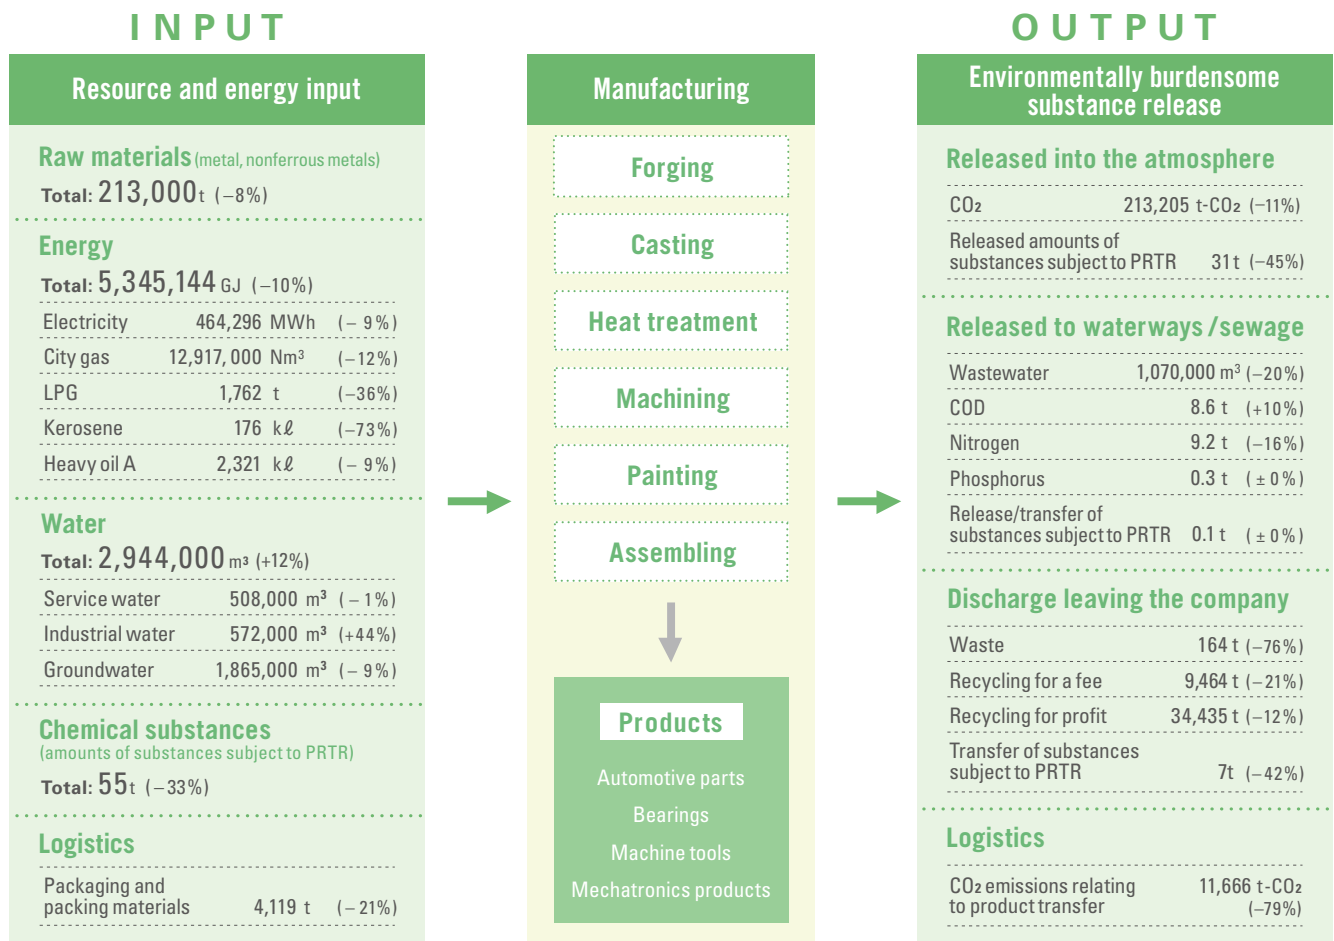 INPUT
Resource and energy input
Raw materials (metal, nonferrous metals)
Total: 213,000t (−8%)
Energy
Total: 5,345,144 GJ (−10%)
Electricity 464,296 MWh (− 9%)
City gas 12,917,000 Nm³ (−12%)
LPG 1,762 t (−36%)
Kerosene 176 kℓ (−73%)
Heavy oil A 2,321 kℓ (− 9%)
Water
Total: 2,944,000 m³ (+12%)
Service water 508,000 m³ (− 1%)
Industrial water 572,000 m³ (+44%)
Groundwater 1,865,000 m³ (− 9%)
Chemical substances
(amounts of substances subject to PRTR)
Total: 55t (−33%)
Logistics
Packaging and
packing materials 4,119 t (−21%)
Manufacturing
Forging
Casting
Heat treatment
Machining
Painting
Assembling
Products
Automotive parts
Bearings
Machine tools
Mechatronics products
OUTPUT
Environmentally burdensome
substance release
Released into the atmosphere
CO₂ 213,205 t-CO₂ (−11%)
Released amounts of
substances subject to PRTR 31t (−45%)
Released to waterways/sewage
Wastewater 1,070,000 m³ (−20%)
COD 8.6 t (+10%)
Nitrogen 9.2 t (−16%)
Phosphorus 0.3 t (±0%)
Release/transfer of
substances subject to PRTR 0.1 t (±0%)
Discharge leaving the company
Waste 164 t (−76%)
Recycling for a fee 9,464 t (−21%)
Recycling for profit 34,435 t (−12%)
Transfer of substances
subject to PRTR 7t (−42%)
Logistics
CO₂ emissions relating 11,666 t-CO₂
to product transfer (−79%)